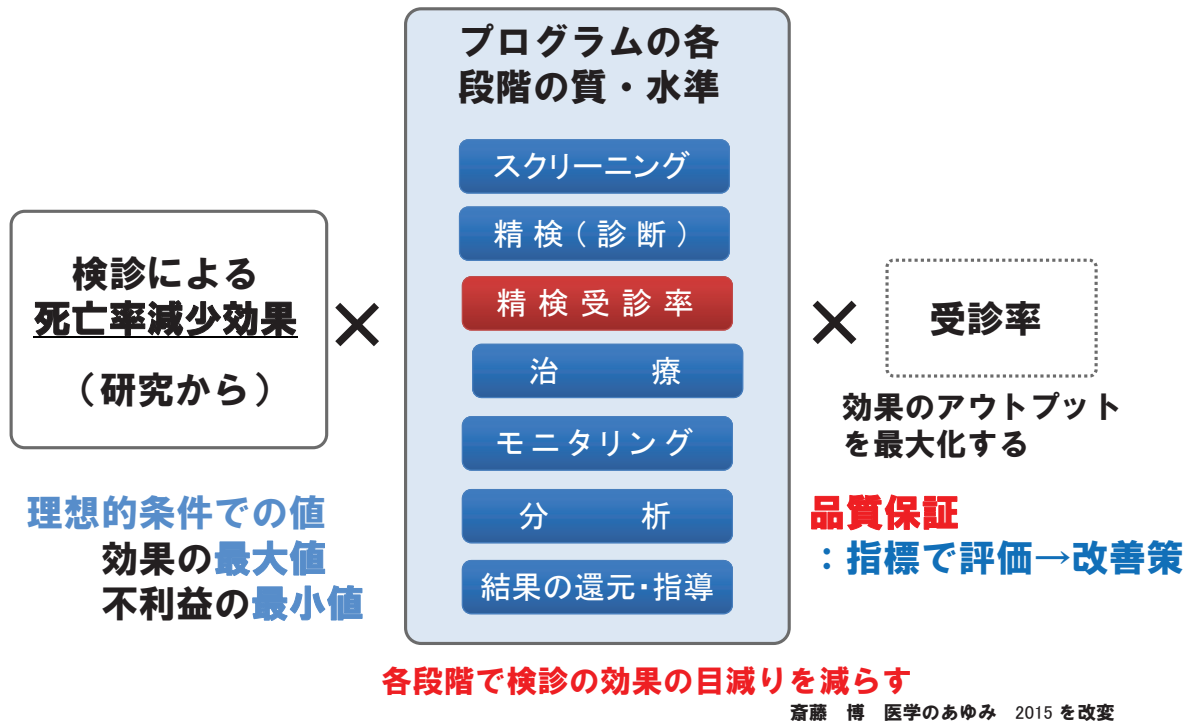 プログラムの各
段階の質・水準
スクリーニング
精検(診断)
精検受診率
治療
モニタリング
分析
結果の還元・指導
検診による
死亡率減少効果
(研究から)
×
×
受診率
効果のアウトプット
を最大化する
理想的条件での値
効果の最大値
不利益の最小値
品質保証
:指標で評価→改善策
各段階で検診の効果の目減りを減らす
斎藤 博 医学のあゆみ 2015 を改変